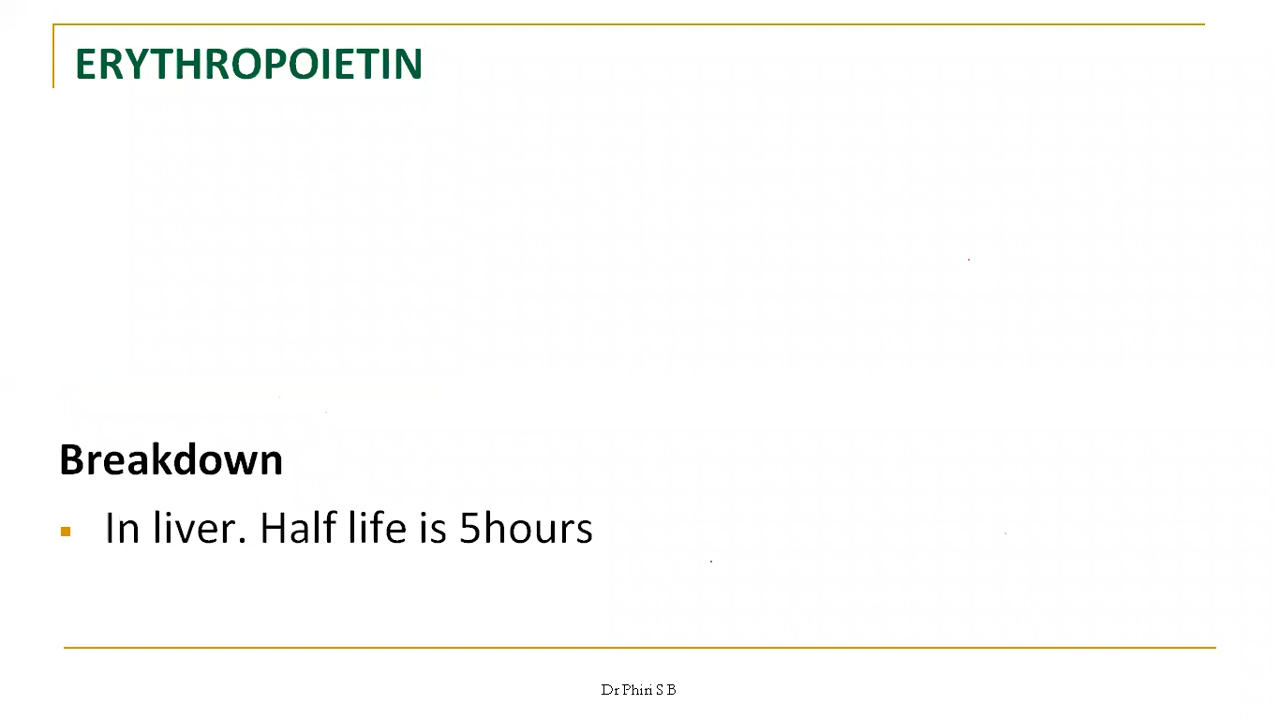 ERYTHROPOIETIN
Breakdown
▪ In liver. Half life is 5hours
Dr Phiri S B